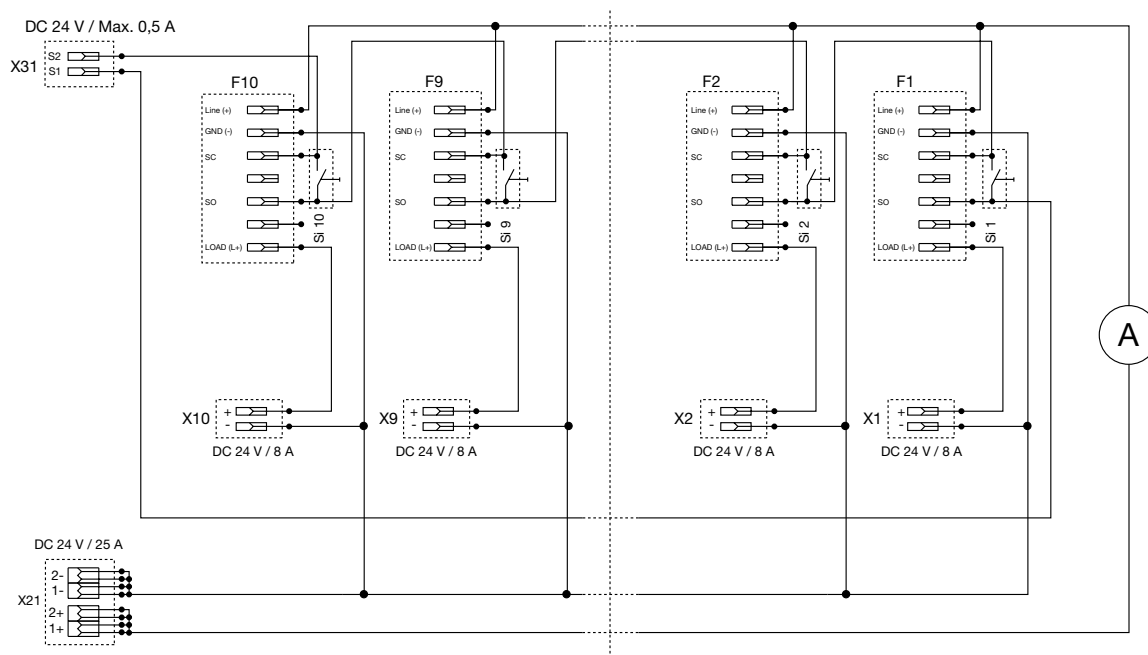 DC 24 V / Max. 0,5 A
X31
S2
S1
F10
Line (+)
GND (-)
SC
SO
LOAD (L+)
Si 10
F9
Line (+)
GND (-)
SC
SO
LOAD (L+)
Si 9
F2
Line (+)
GND (-)
SC
SO
LOAD (L+)
Si 2
F1
Line (+)
GND (-)
SC
SO
LOAD (L+)
Si 1
A
X10
+
-
DC 24 V / 8 A
X9
+
-
DC 24 V / 8 A
X2
+
-
DC 24 V / 8 A
X1
+
-
DC 24 V / 8 A
DC 24 V / 25 A
X21
2-
1-
2+
1+